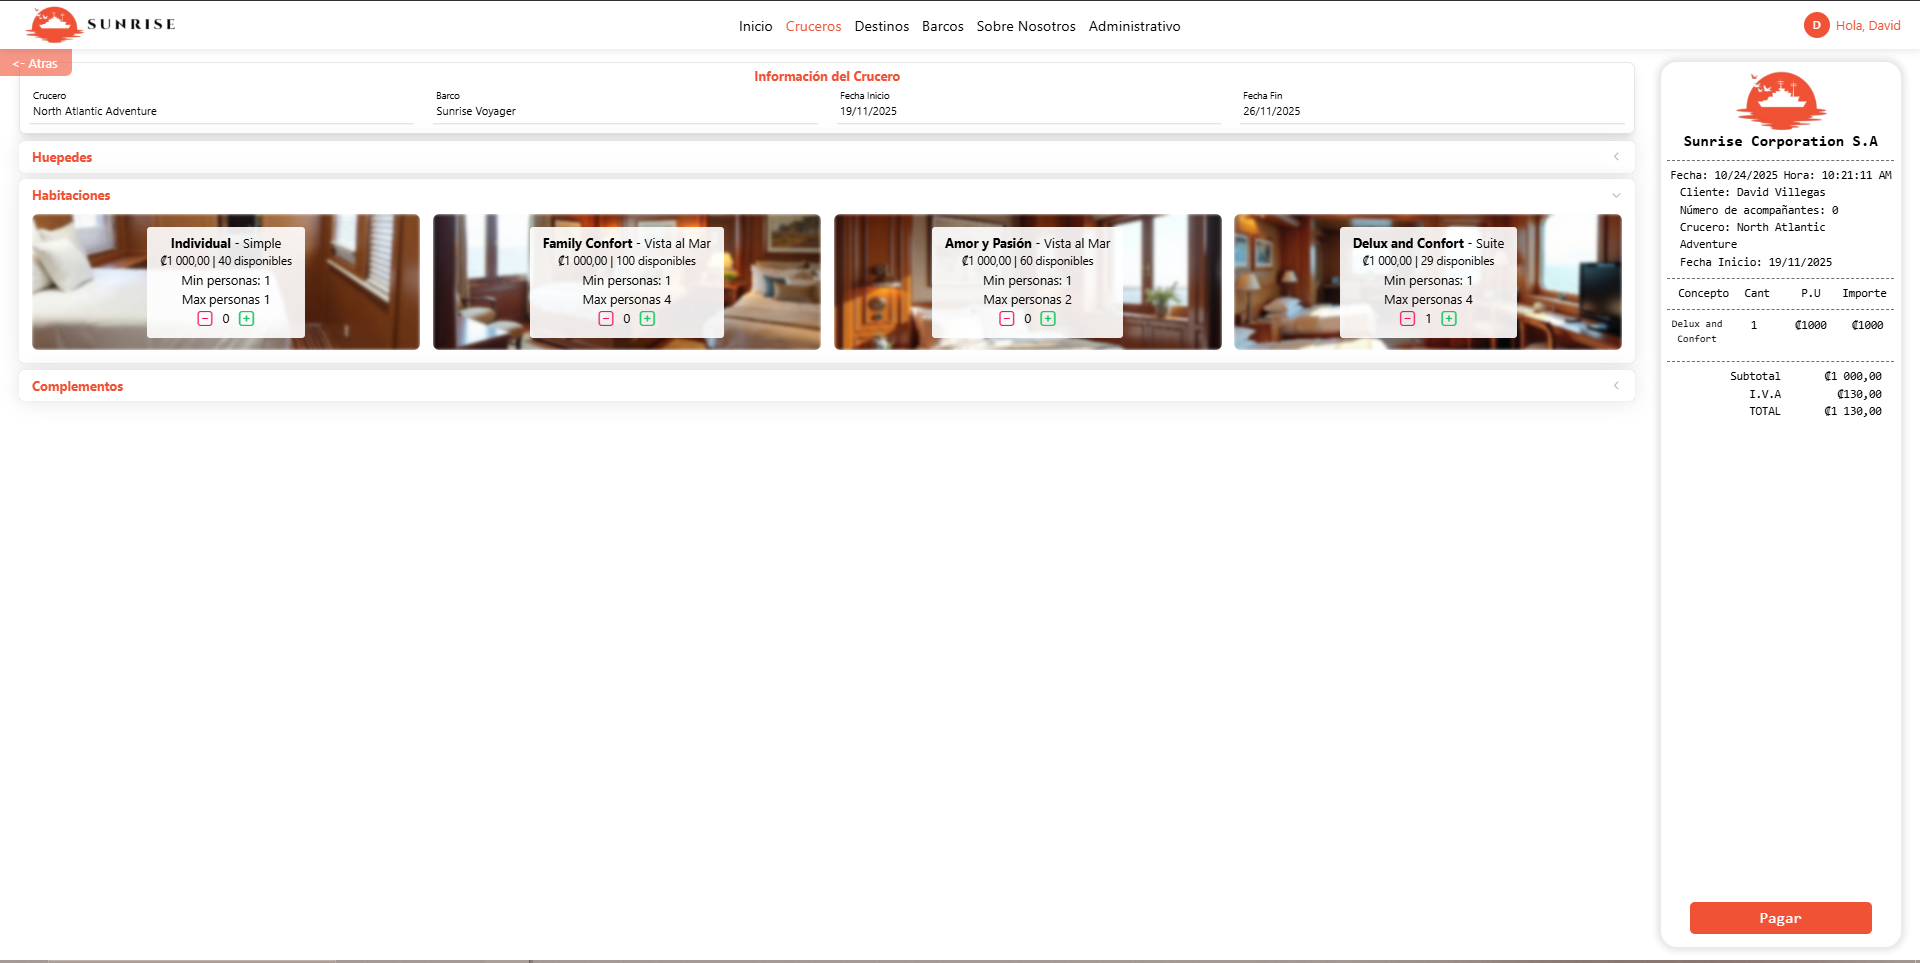 SUNRISE
Inicio Cruceros Destinos Barcos Sobre Nosotros Administrativo
D Hola, David
<- Atras
Información del Crucero
Crucero
North Atlantic Adventure
Barco
Sunrise Voyager
Fecha Inicio
19/11/2025
Fecha Fin
26/11/2025
Huepedes
Habitaciones
Individual - Simple
₡1 000,00 | 40 disponibles
Min personas: 1
Max personas 1
0
Family Confort - Vista al Mar
₡1 000,00 | 100 disponibles
Min personas: 1
Max personas 4
0
Amor y Pasión - Vista al Mar
₡1 000,00 | 60 disponibles
Min personas: 1
Max personas 2
0
Delux and Confort - Suite
₡1 000,00 | 29 disponibles
Min personas: 1
Max personas 4
1
Complementos
Sunrise Corporation S.A
Fecha: 10/24/2025 Hora: 10:21:11 AM
Cliente: David Villegas
Número de acompañantes: 0
Crucero: North Atlantic
Adventure
Fecha Inicio: 19/11/2025
Concepto Cant P.U Importe
Delux and
Confort
1 ₡1000 ₡1000
Subtotal ₡1 000,00
I.V.A ₡130,00
TOTAL ₡1 130,00
Pagar